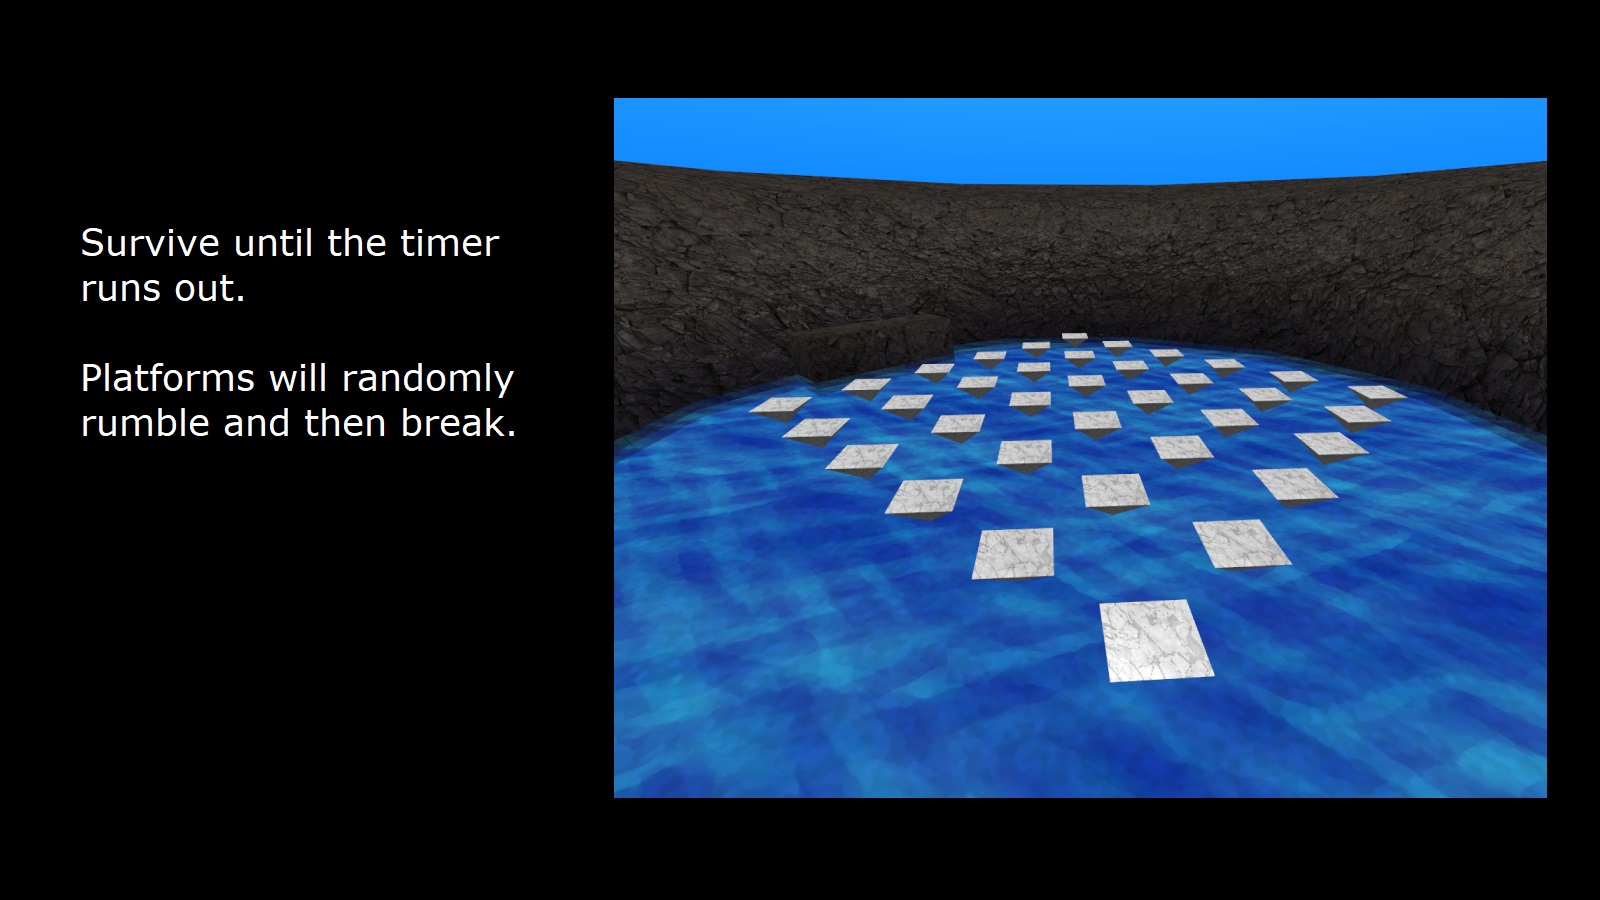 Survive until the timer
runs out.
Platforms will randomly
rumble and then break.